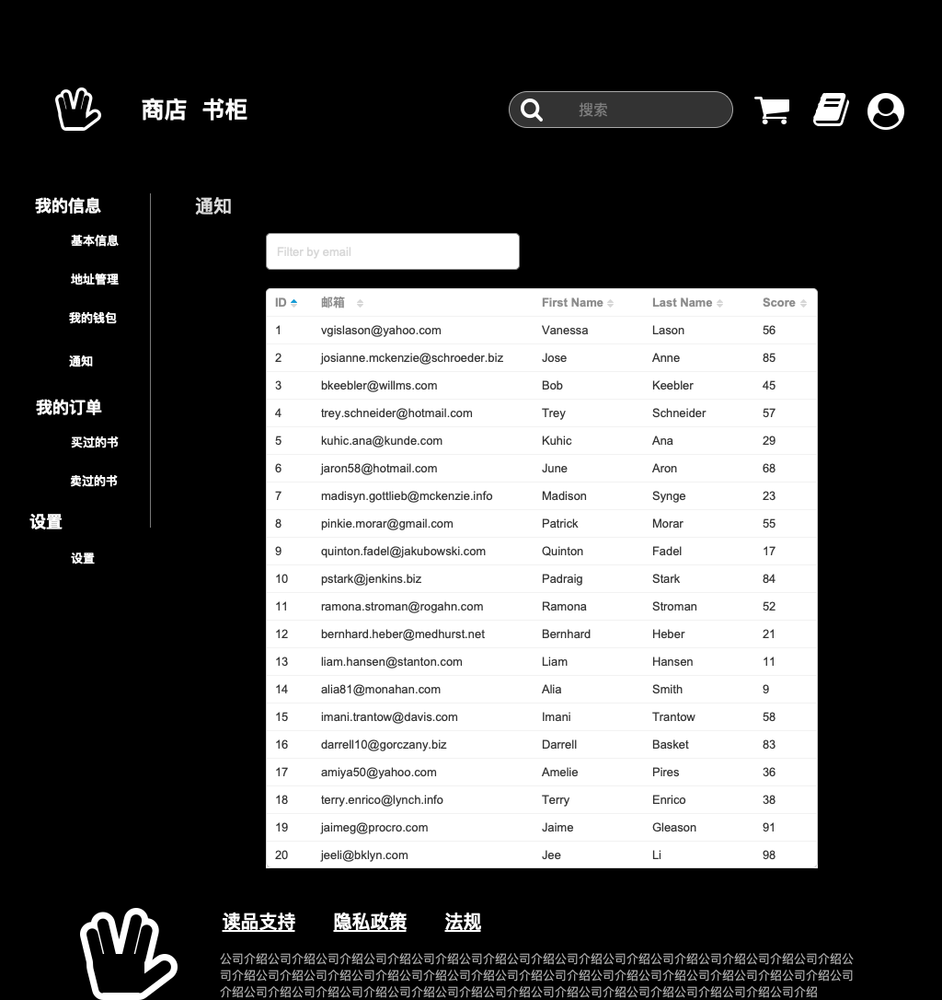 商店 书柜
搜索
我的信息
基本信息
地址管理
我的钱包
通知
我的订单
买过的书
卖过的书
设置
设置
通知
Filter by email
ID 邮箱 First Name Last Name Score
1 vgislason@yahoo.com Vanessa Lason 56
2 josianne.mckenzie@schroeder.biz Jose Anne 85
3 bkeebler@willms.com Bob Keebler 45
4 trey.schneider@hotmail.com Trey Schneider 57
5 kuhic.ana@kunde.com Kuhic Ana 29
6 jaron58@hotmail.com June Aron 68
7 madisyn.gottlieb@mckenzie.info Madison Synge 23
8 pinkie.morar@gmail.com Patrick Morar 55
9 quinton.fadel@jakubowski.com Quinton Fadel 17
10 pstark@jenkins.biz Padraig Stark 84
11 ramona.stroman@rogahn.com Ramona Stroman 52
12 bernhard.heber@medhurst.net Bernhard Heber 21
13 liam.hansen@stanton.com Liam Hansen 11
14 alia81@monahan.com Alia Smith 9
15 imani.trantow@davis.com Imani Trantow 58
16 darrell10@gorczany.biz Darrell Basket 83
17 amiya50@yahoo.com Amelie Pires 36
18 terry.enrico@lynch.info Terry Enrico 38
19 jaimeg@procro.com Jaime Gleason 91
20 jeeli@bklyn.com Jee Li 98
读品支持 隐私政策 法规
公司介绍公司介绍公司介绍公司介绍公司介绍公司介绍公司介绍公司介绍公司介绍公司介绍公司介绍公司介绍公司介绍公
司介绍公司介绍公司介绍公司介绍公司介绍公司介绍公司介绍公司介绍公司介绍公司介绍公司介绍公司介绍公司介绍公司
介绍公司介绍公司介绍公司介绍公司介绍公司介绍公司介绍公司介绍公司介绍公司介绍公司介绍公司介绍公司介绍